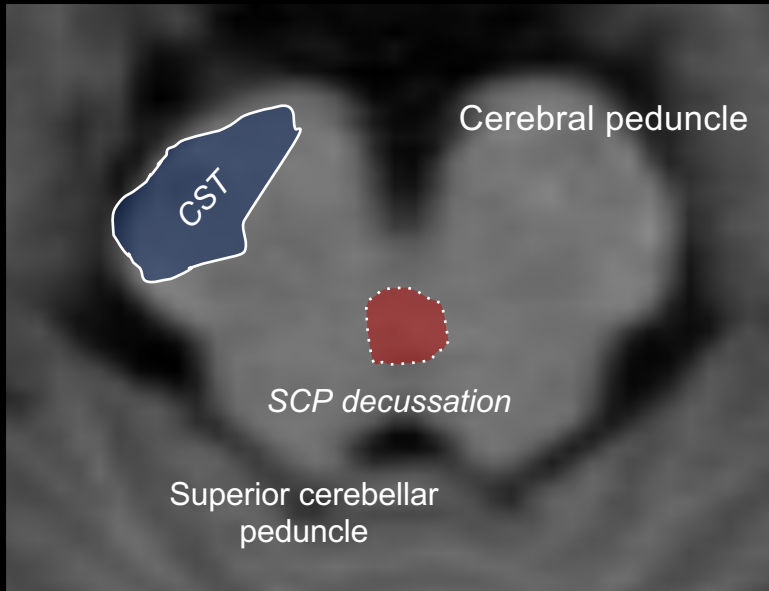 Cerebral peduncle
CST
SCP decussation
Superior cerebellar
peduncle